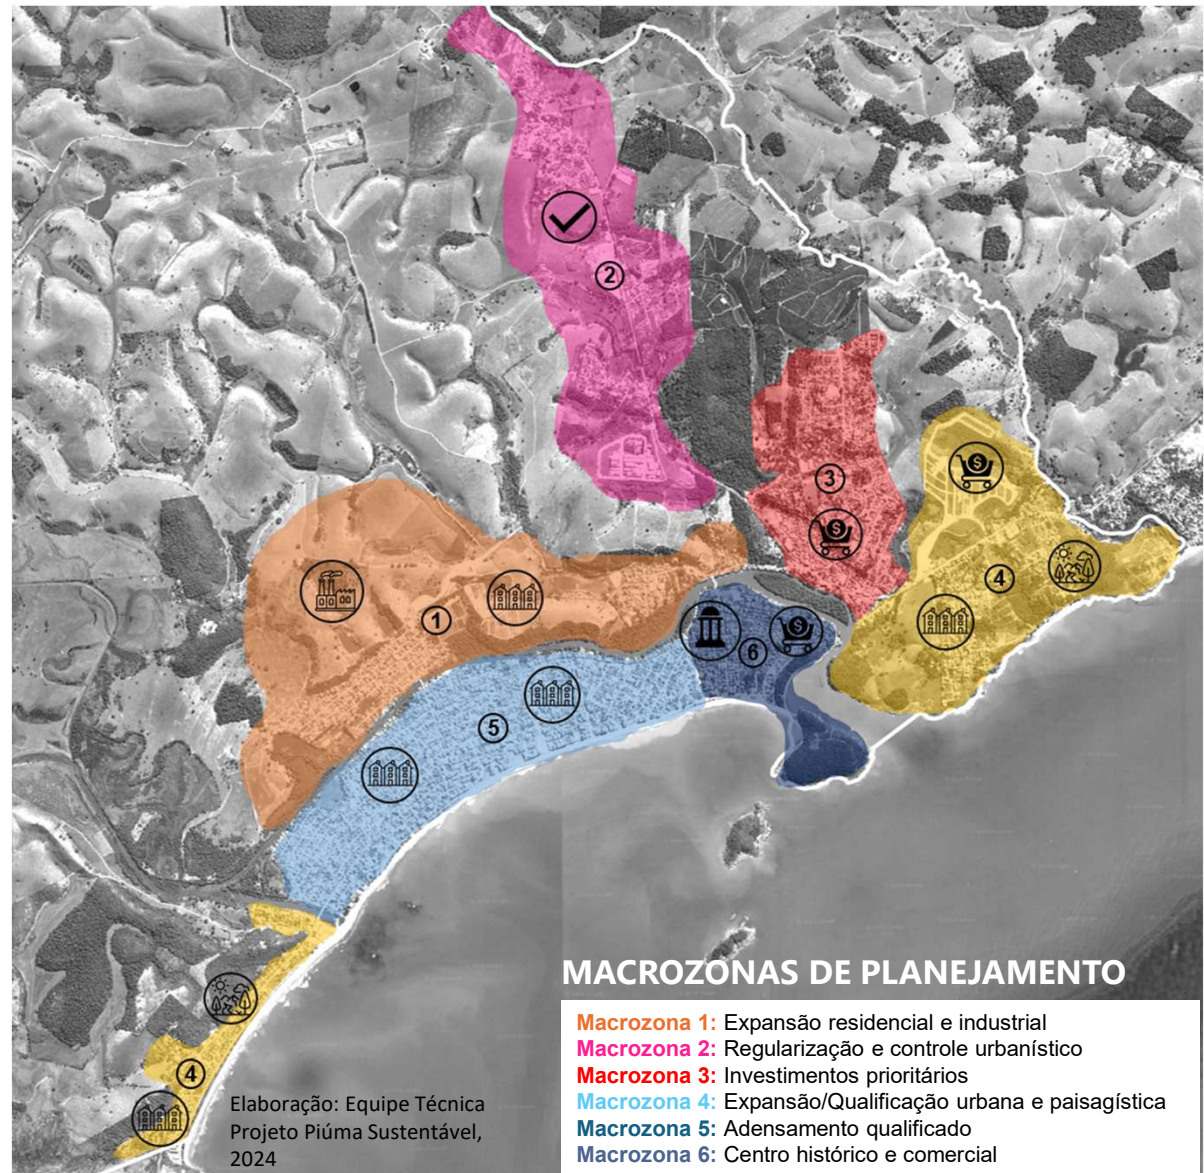 2
3
4
1
6
5
4
MACROZONAS DE PLANEJAMENTO
Macrozona 1: Expansão residencial e industrial
Macrozona 2: Regularização e controle urbanístico
Macrozona 3: Investimentos prioritários
Macrozona 4: Expansão/Qualificação urbana e paisagística
Macrozona 5: Adensamento qualificado
Macrozona 6: Centro histórico e comercial
Elaboração: Equipe Técnica
Projeto Piúma Sustentável,
2024